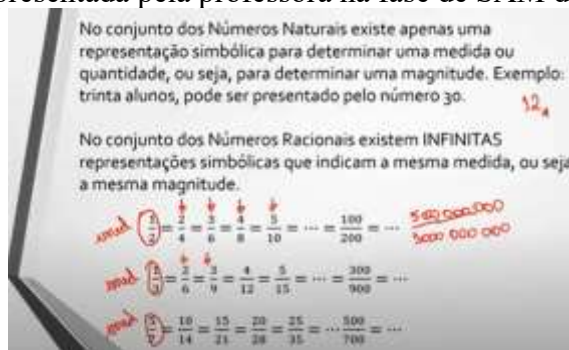 presentada pela professora na fase de SAM d
No conjunto dos Números Naturais existe apenas uma
representação simbólica para determinar uma medida ou
quantidade, ou seja, para determinar uma magnitude. Exemplo:
trinta alunos, pode ser presentado pelo número 30.
12
No conjunto dos Números Racionais existem INFINITAS
representações simbólicas que indicam a mesma medida, ou seja
a mesma magnitude.
1/2 = 2/4 = 3/6 = 4/8 = 5/10 = ... = 100/200 = ...
1/3 = 2/6 = 3/9 = 4/12 = 5/15 = ... = 300/900 = ...
5/7 = 10/14 = 15/21 = 20/28 = 25/35 = ... 500/700 = ...